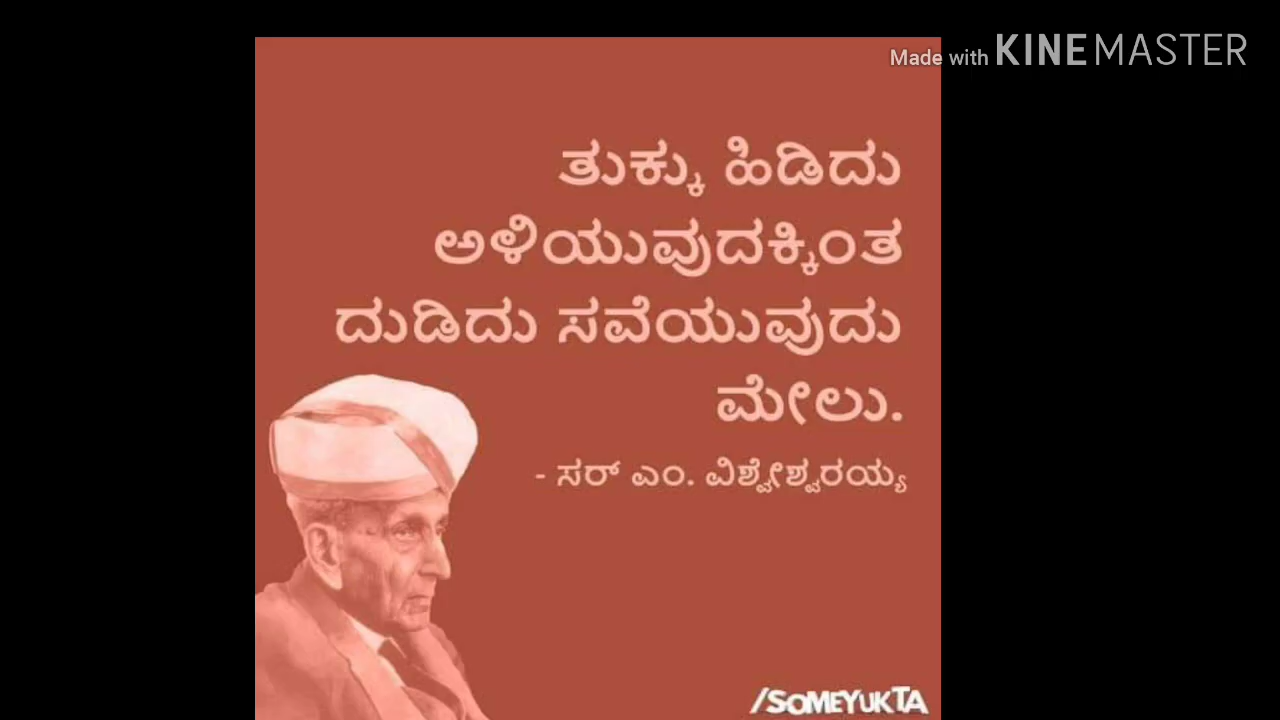 Made with KINEMASTER
ತುಕ್ಕು ಹಿಡಿದು
ಅಳಿಯುವುದಕ್ಕಿಂತ
ದುಡಿದು ಸವೆಯುವುದು
ಮೇಲು.
- ಸರ್ ಎಂ. ವಿಶ್ವೇಶ್ವರಯ್ಯ
/SOMEYUKTA